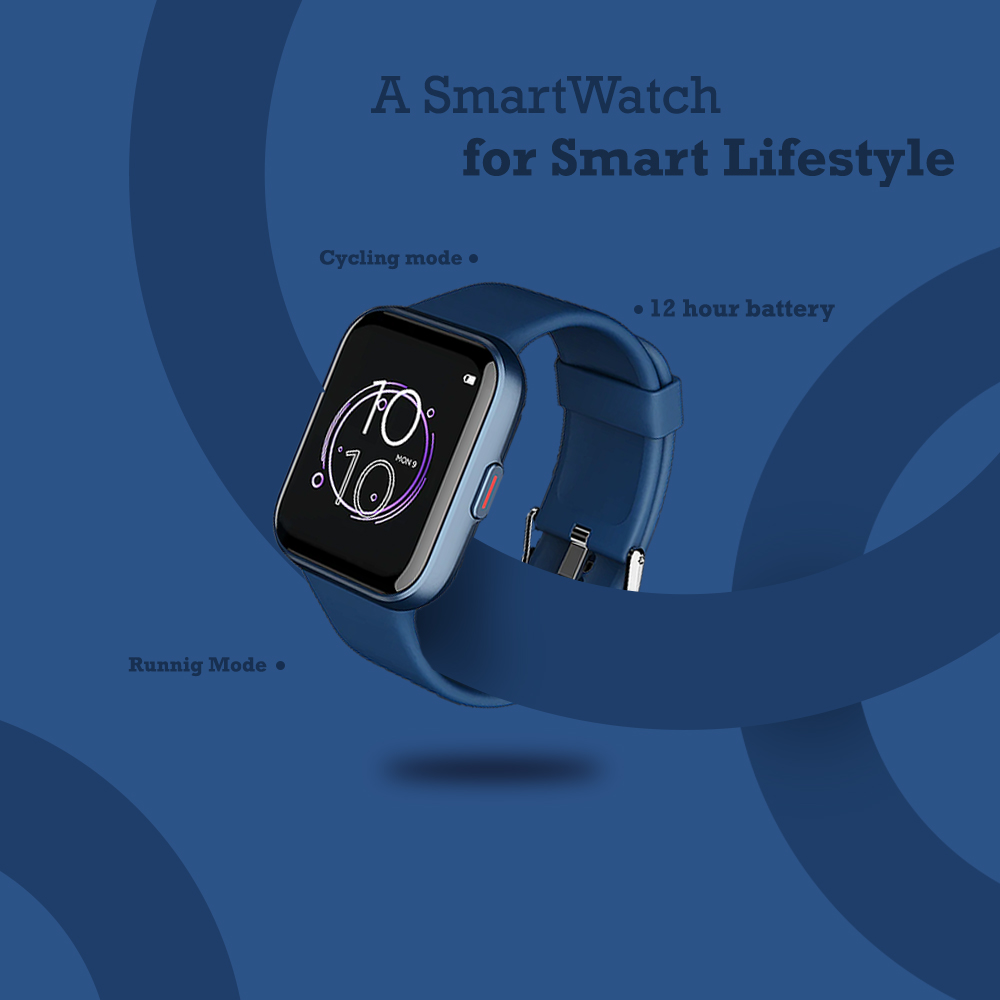 A SmartWatch
for Smart Lifestyle
Cycling mode •
• 12 hour battery
10
MON 9
10
Runnig Mode •